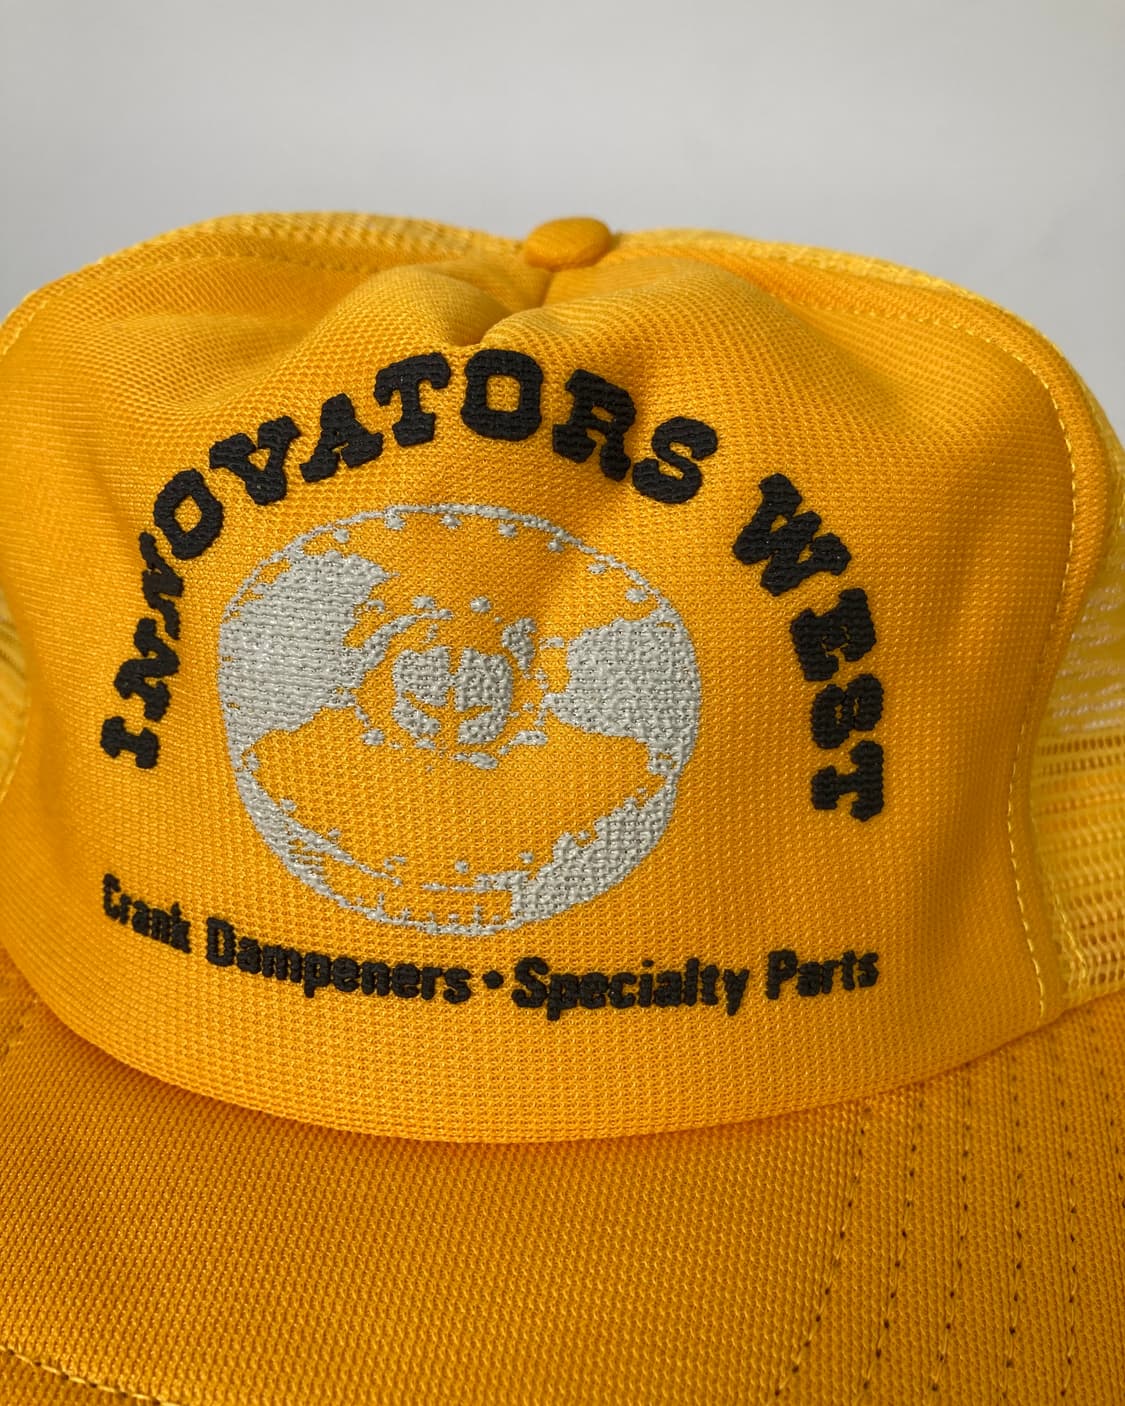 INNOVATORS WEST
Crank Dampeners • Specialty Parts